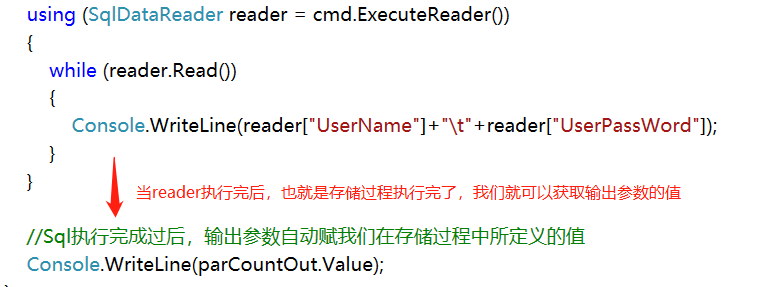 using (SqlDataReader reader = cmd.ExecuteReader())
{
while (reader.Read())
{
Console.WriteLine(reader["UserName"]+"\t"+reader["UserPassWord"]);
}
}
当reader执行完后，也就是存储过程执行完了，我们就可以获取输出参数的值
//Sql执行完成过后，输出参数自动赋我们在存储过程中所定义的值
Console.WriteLine(parCountOut.Value);